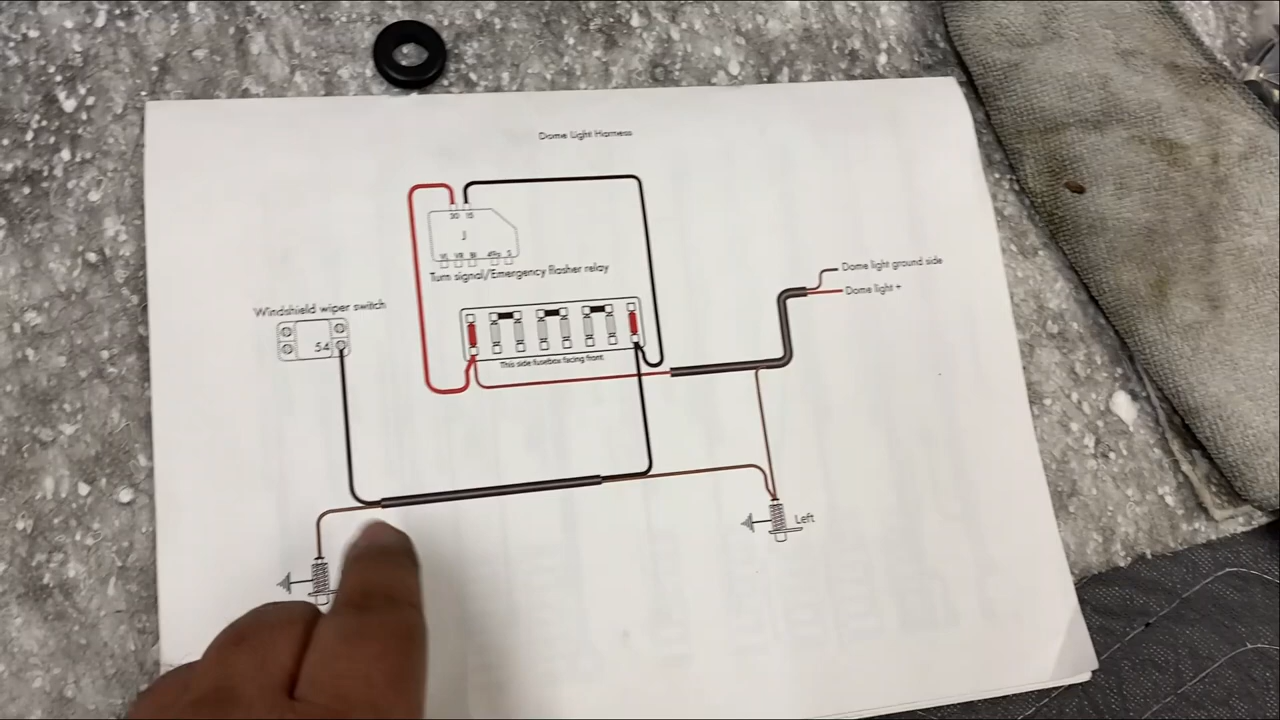 Dome Light Harness
30 15
J
49a S
Turn signal/Emergency flasher relay
Dome light ground side
Dome light +
Windshield wiper switch
54
This side fusebox facing front
Left